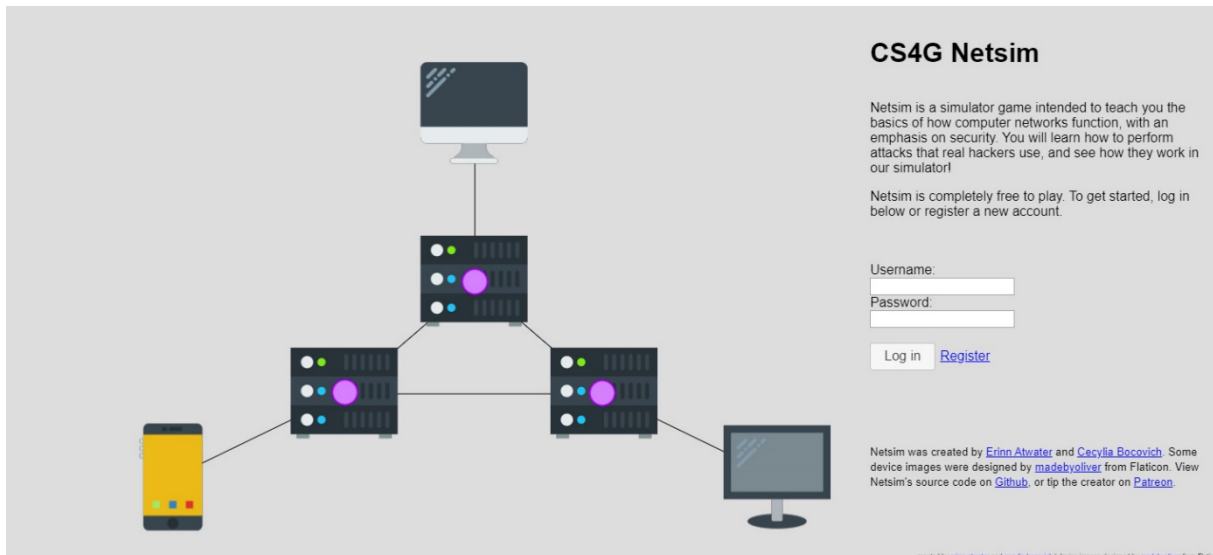 CS4G Netsim
Netsim is a simulator game intended to teach you the
basics of how computer networks function, with an
emphasis on security. You will learn how to perform
attacks that real hackers use, and see how they work in
our simulator!
Netsim is completely free to play. To get started, log in
below or register a new account.
Username:
Password:
Log in Register
Netsim was created by Erinn Atwater and Cecylia Bocovich. Some
device images were designed by madebyoliver from Flaticon. View
Netsim's source code on Github, or tip the creator on Patreon.